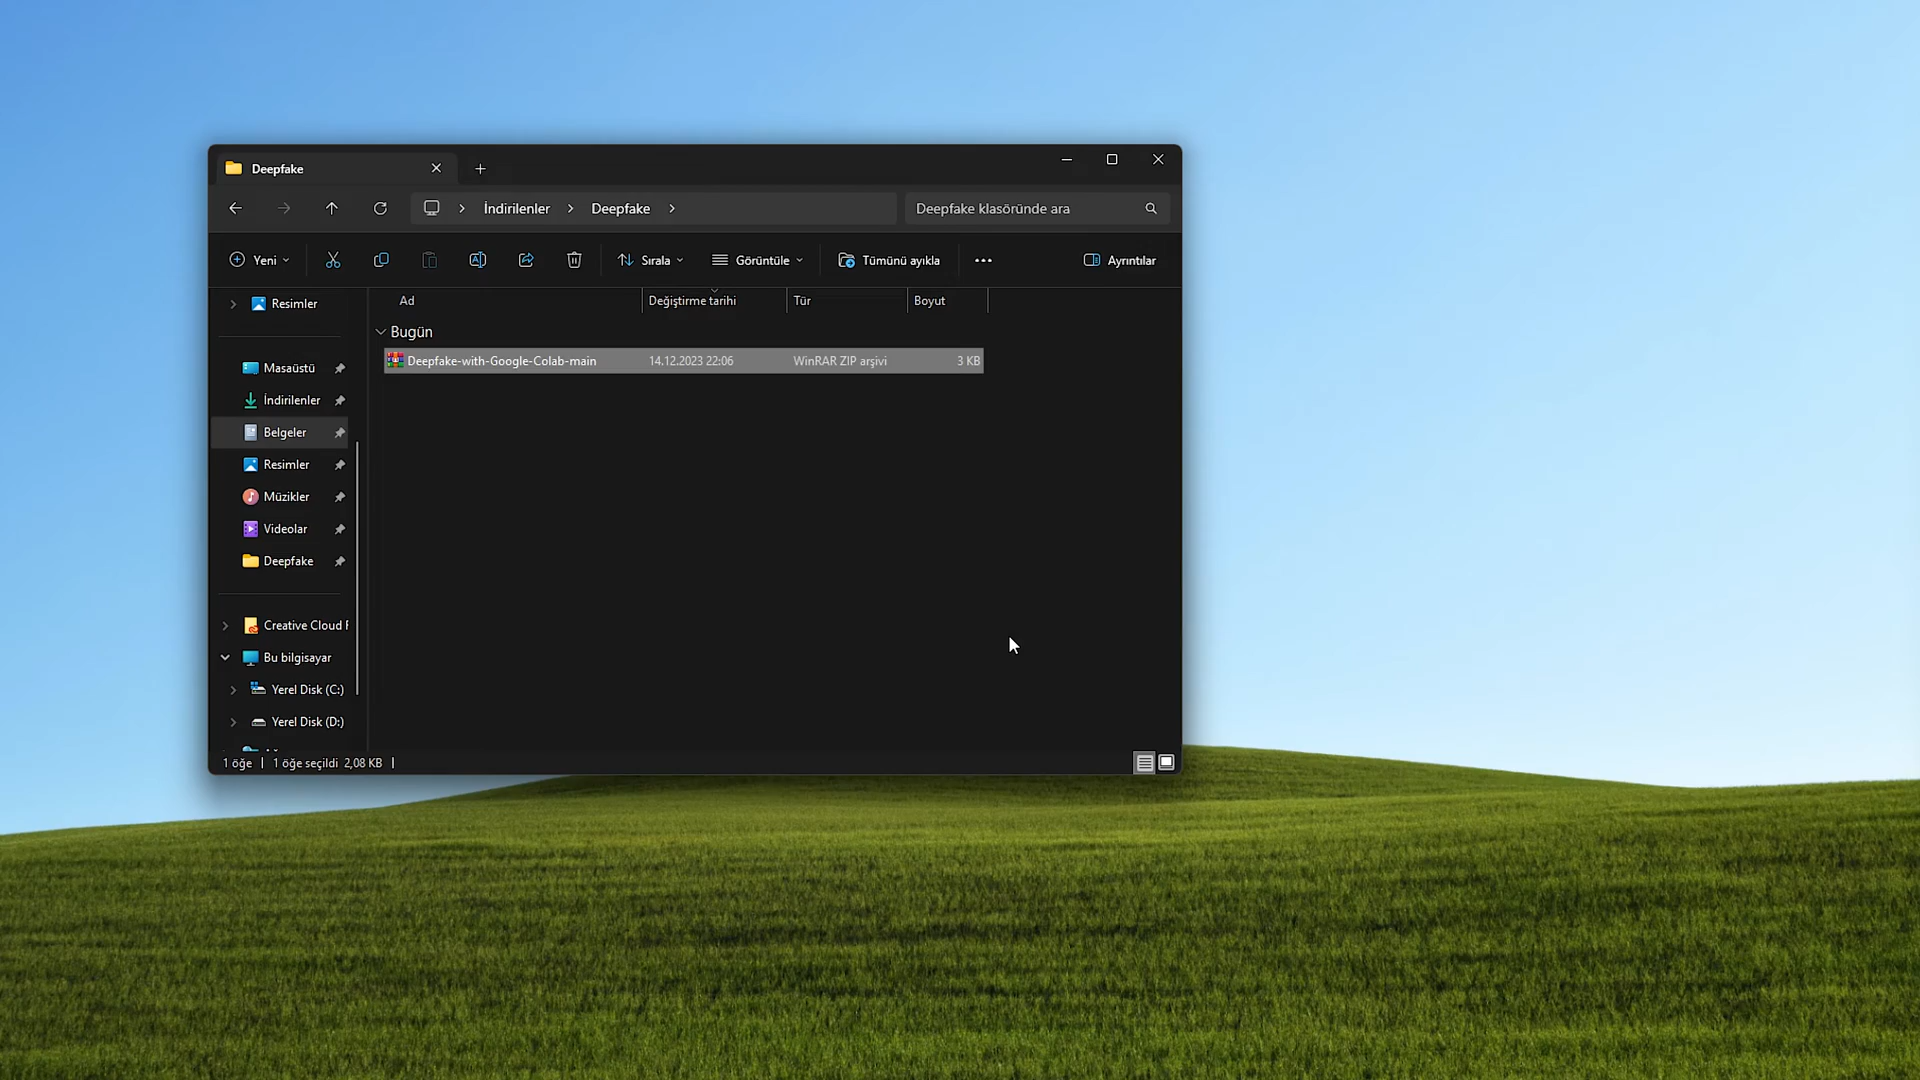 Deepfake
İndirilenler
Deepfake
Deepfake klasöründe ara
Yeni
Sırala
Görüntüle
Tümünü ayıkla
Ayrıntılar
Resimler
Masaüstü
İndirilenler
Belgeler
Resimler
Müzikler
Videolar
Deepfake
Creative Cloud F
Bu bilgisayar
Yerel Disk (C:)
Yerel Disk (D:)
Ad Değiştirme tarihi Tür Boyut
Bugün
Deepfake-with-Google-Colab-main 14.12.2023 22:06 WinRAR ZIP arşivi 3 KB
1 öğe 1 öğe seçildi 2,08 KB